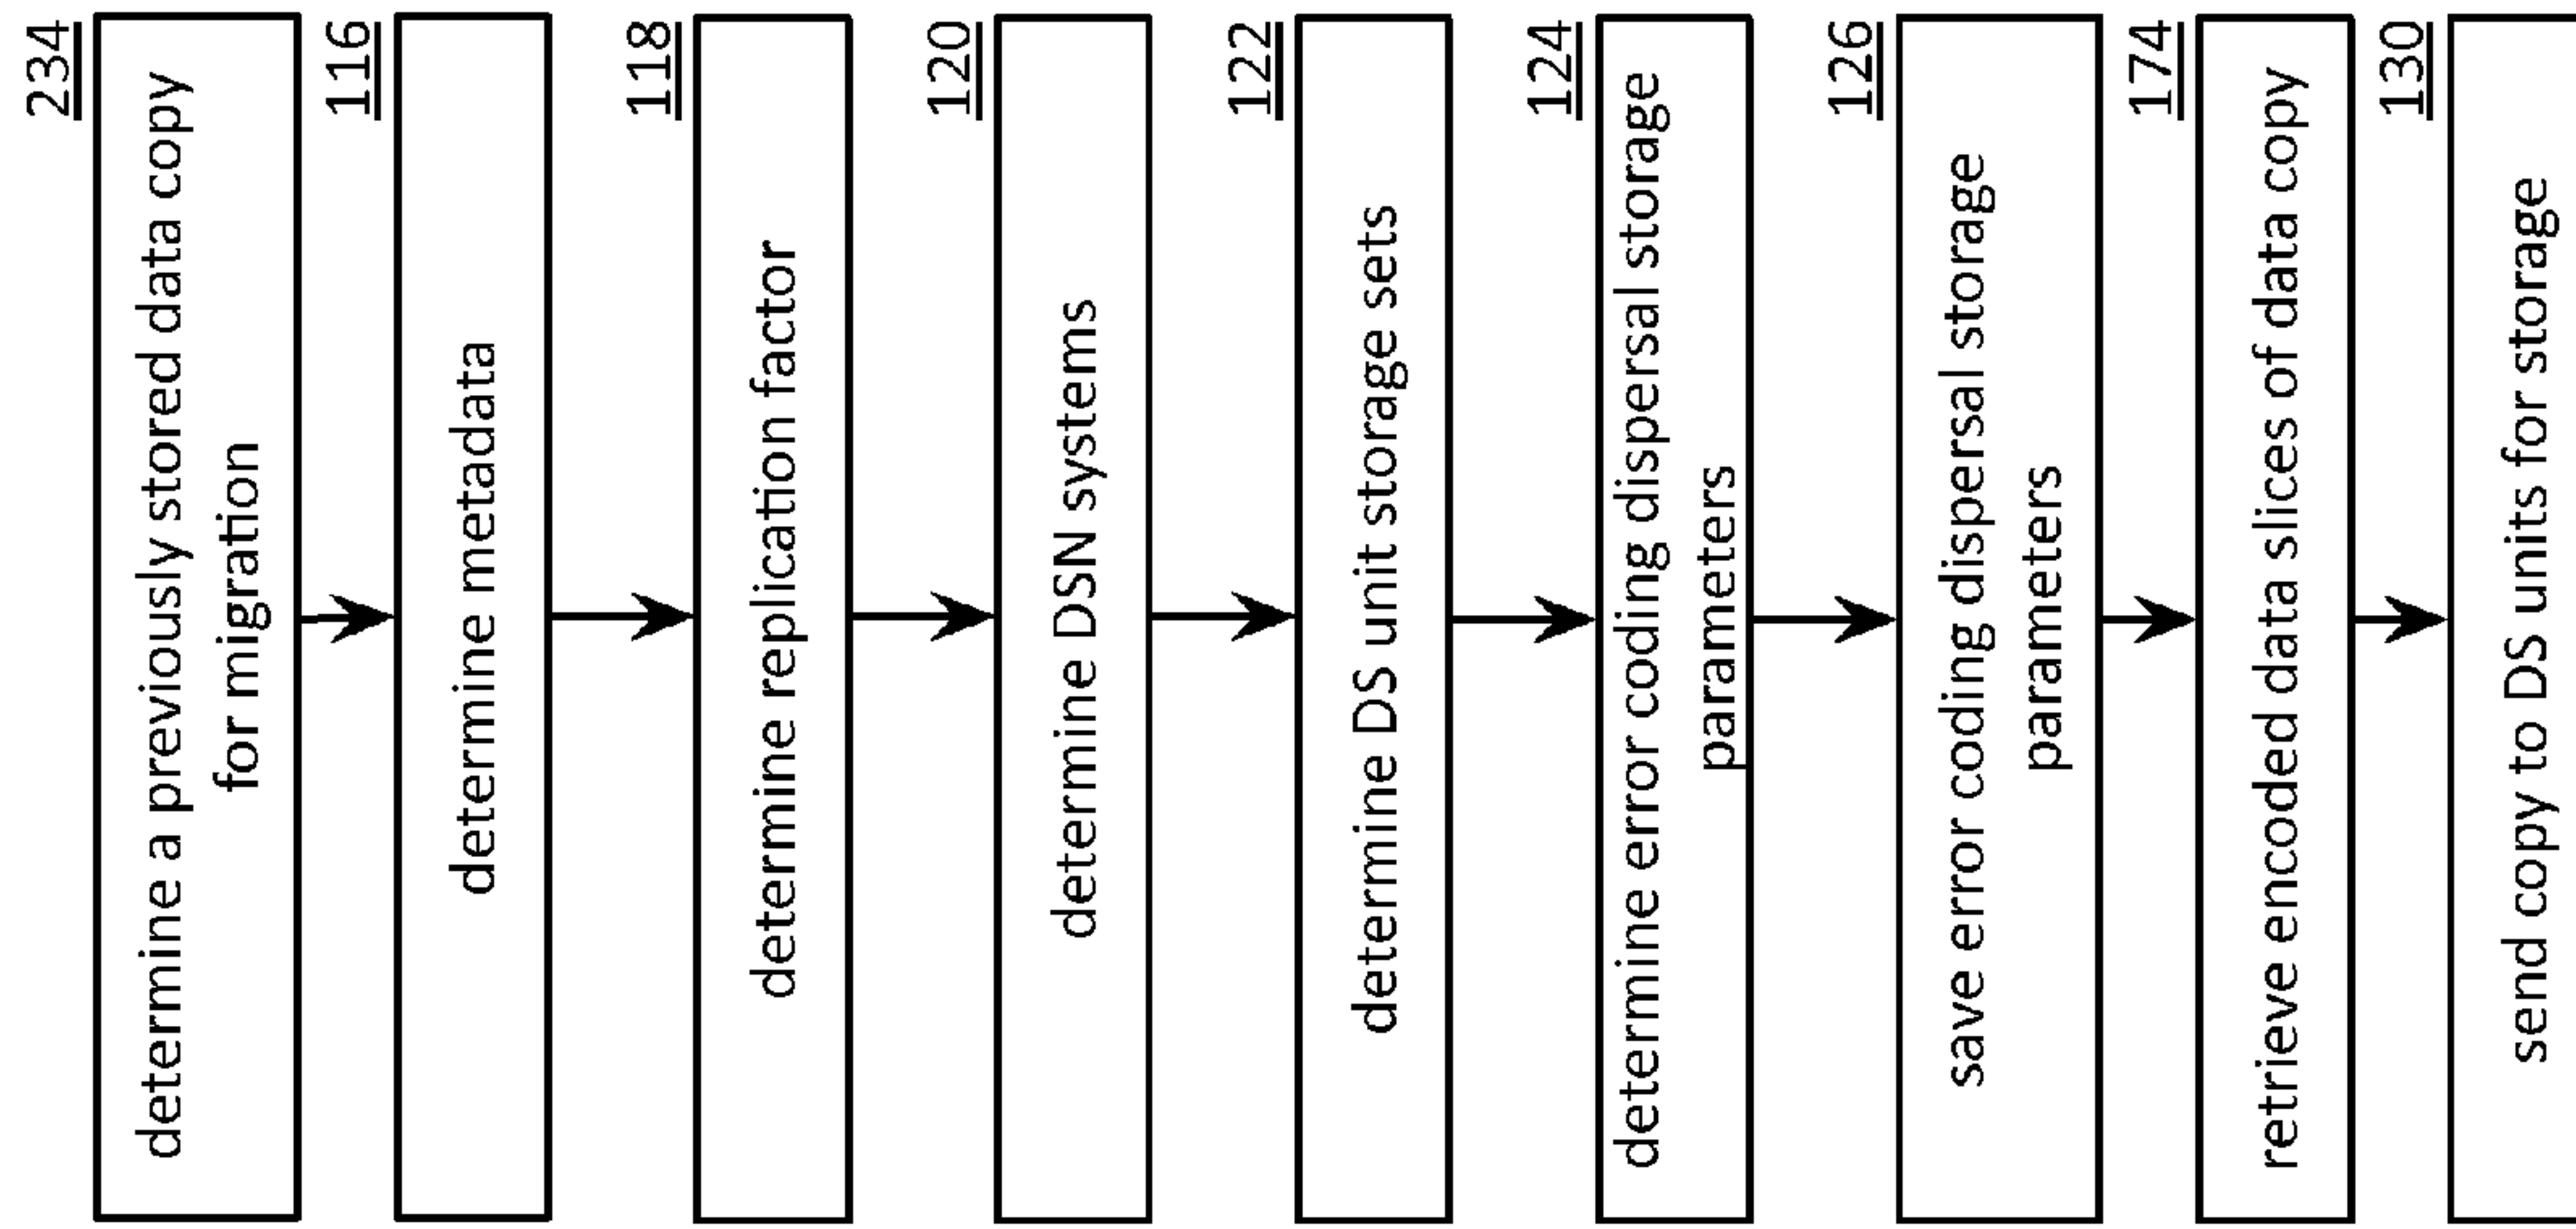 234
determine a previously stored data copy
for migration
116
determine metadata
118
determine replication factor
120
determine DSN systems
122
determine DS unit storage sets
124
determine error coding dispersal storage
parameters
126
save error coding dispersal storage
parameters
174
retrieve encoded data slices of data copy
130
send copy to DS units for storage